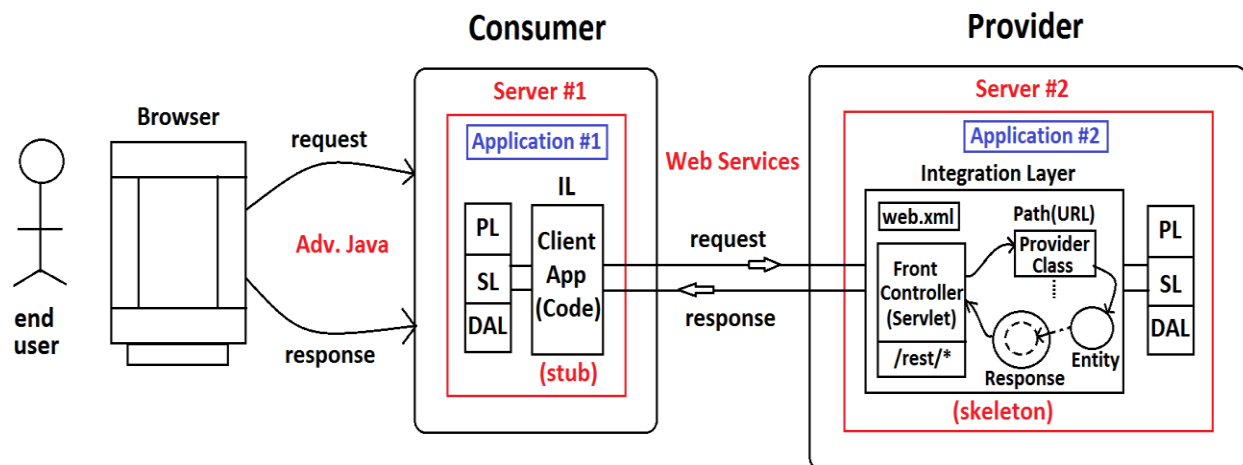 Consumer
Provider
Server #1
Server #2
Browser
request
Application #1
Web Services
Application #2
Integration Layer
IL
web.xml
Path(URL)
PL
Client
App
(Code)
request
Provider
Class
PL
Adv. Java
SL
Front
Controller
(Servlet)
SL
response
DAL
DAL
end
user
response
/rest/*
Response
Entity
(stub)
(skeleton)